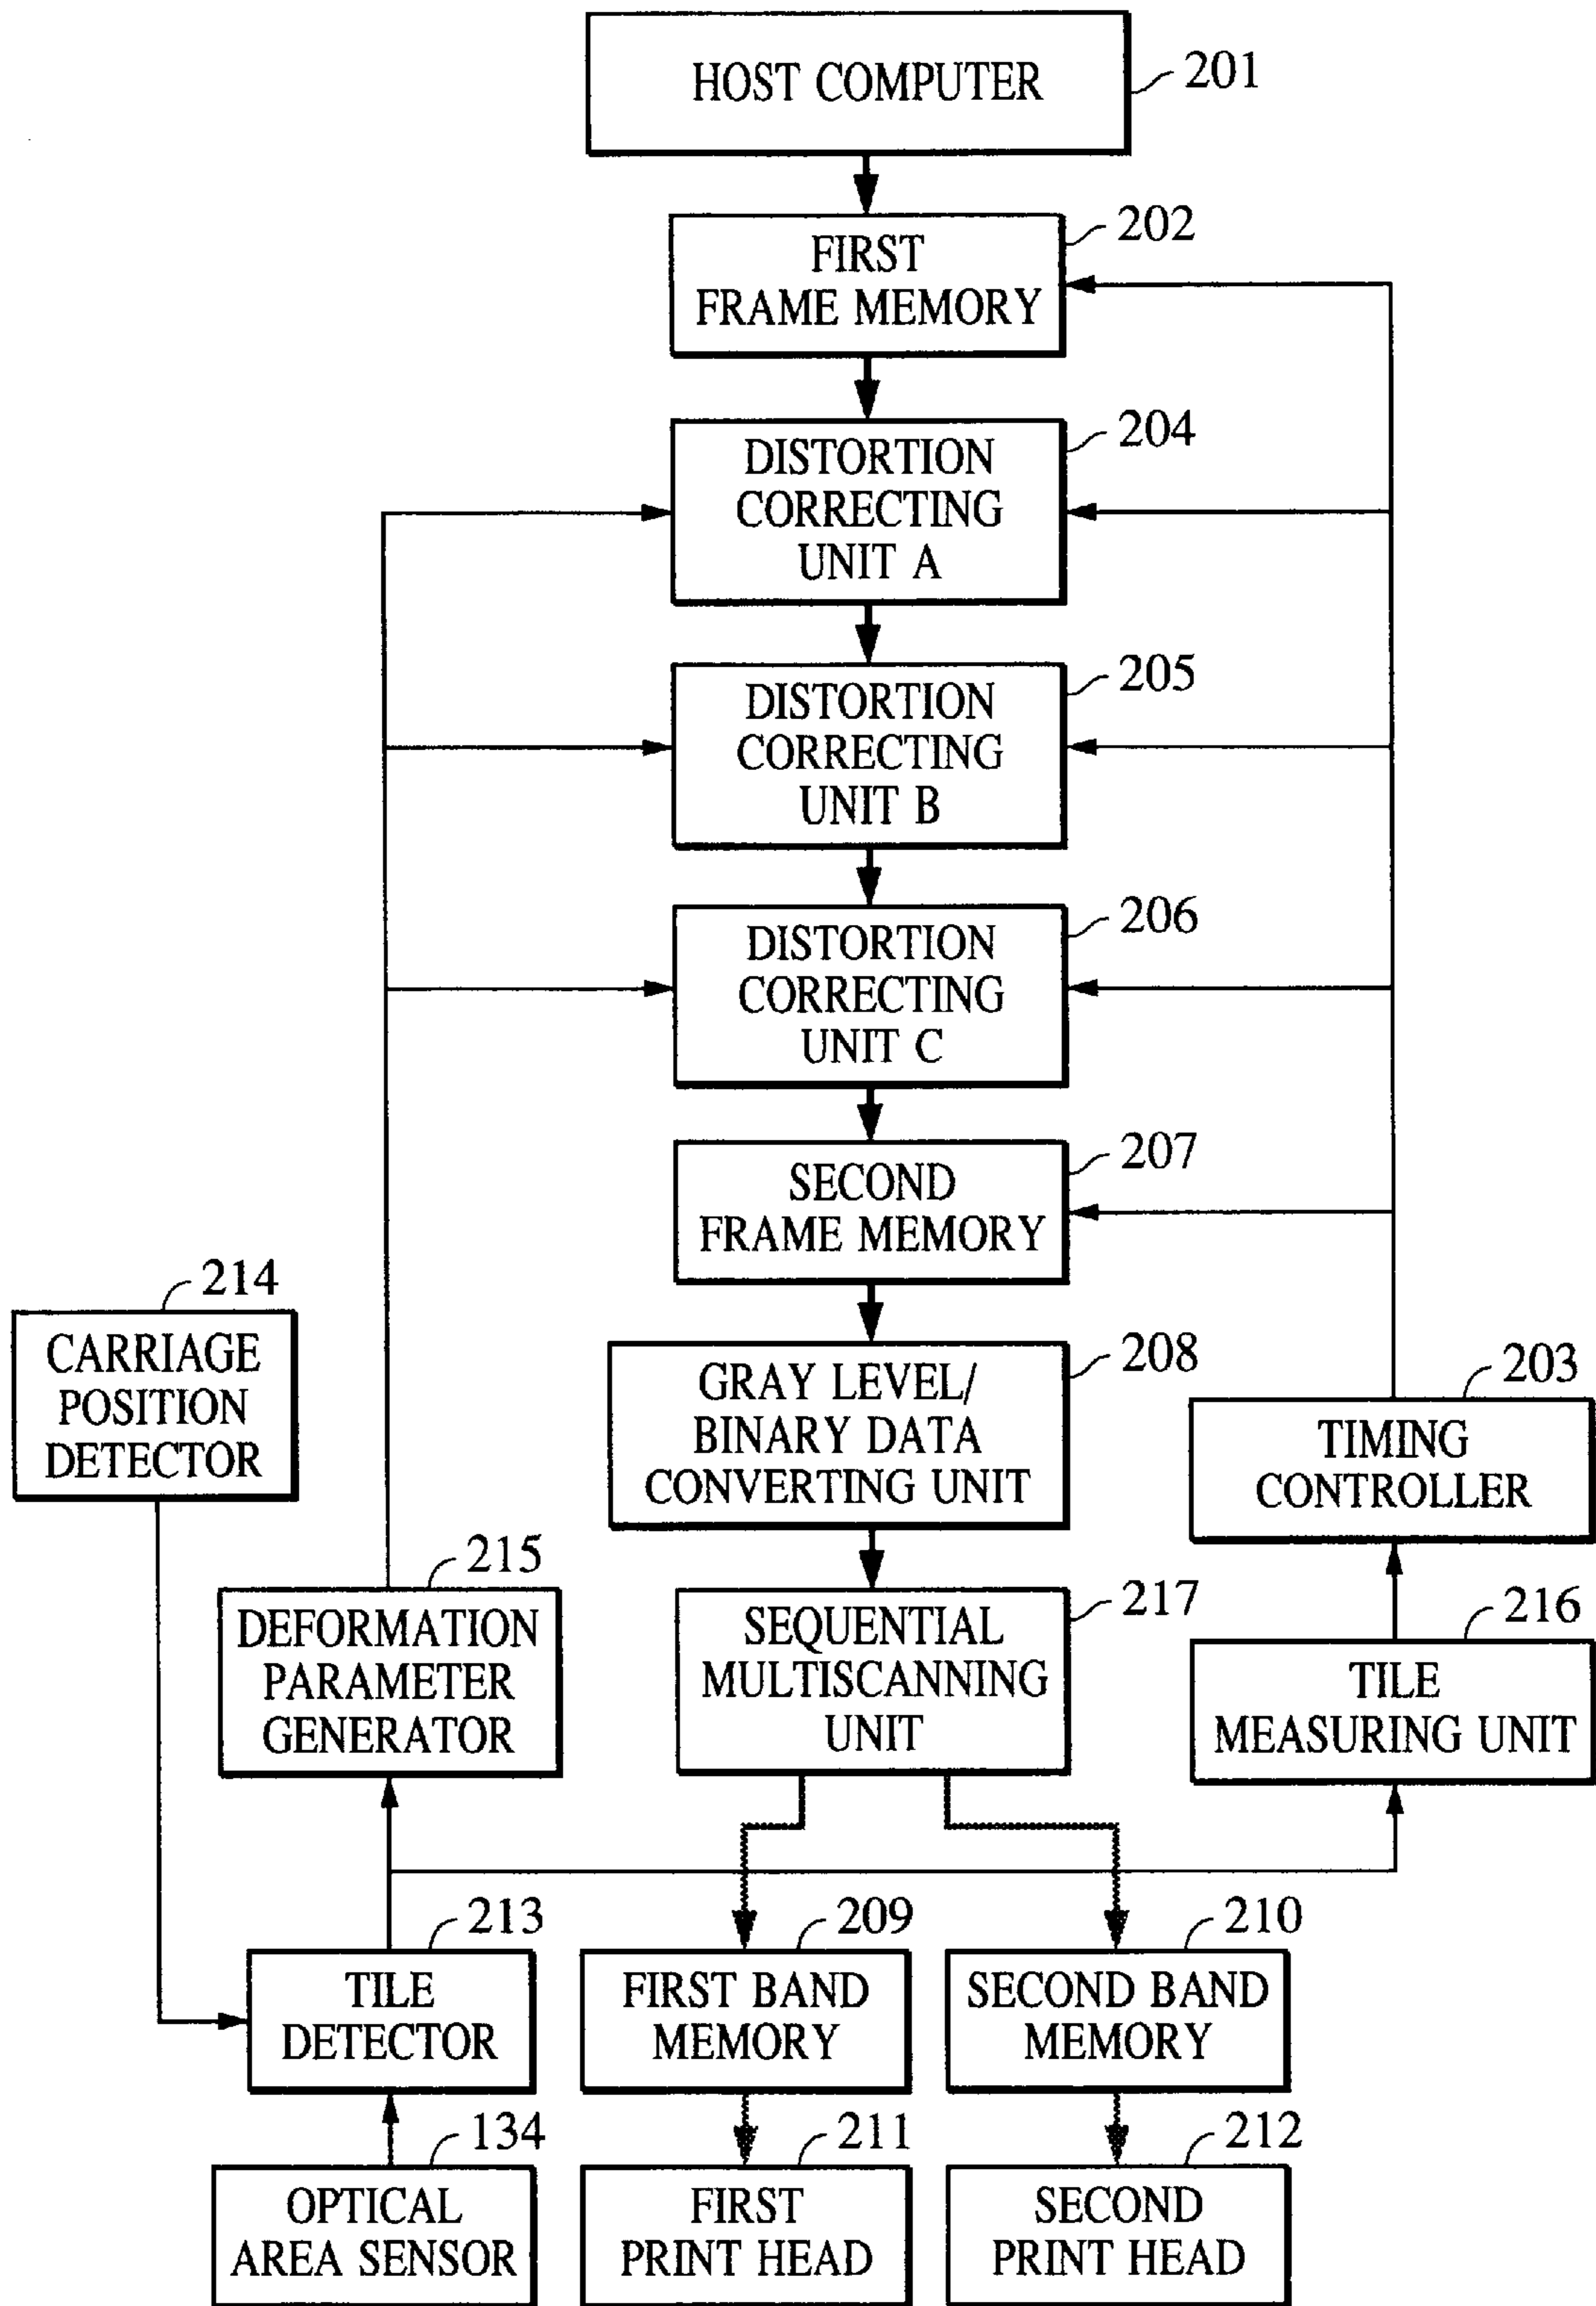 HOST COMPUTER
201
202
FIRST
FRAME MEMORY
204
DISTORTION
CORRECTING
UNIT A
205
DISTORTION
CORRECTING
UNIT B
206
DISTORTION
CORRECTING
UNIT C
207
SECOND
FRAME MEMORY
214
CARRIAGE
POSITION
DETECTOR
208
GRAY LEVEL/
BINARY DATA
CONVERTING UNIT
203
TIMING
CONTROLLER
215
DEFORMATION
PARAMETER
GENERATOR
217
SEQUENTIAL
MULTISCANNING
UNIT
216
TILE
MEASURING UNIT
213
TILE
DETECTOR
209
FIRST BAND
MEMORY
210
SECOND BAND
MEMORY
134
OPTICAL
AREA SENSOR
211
FIRST
PRINT HEAD
212
SECOND
PRINT HEAD